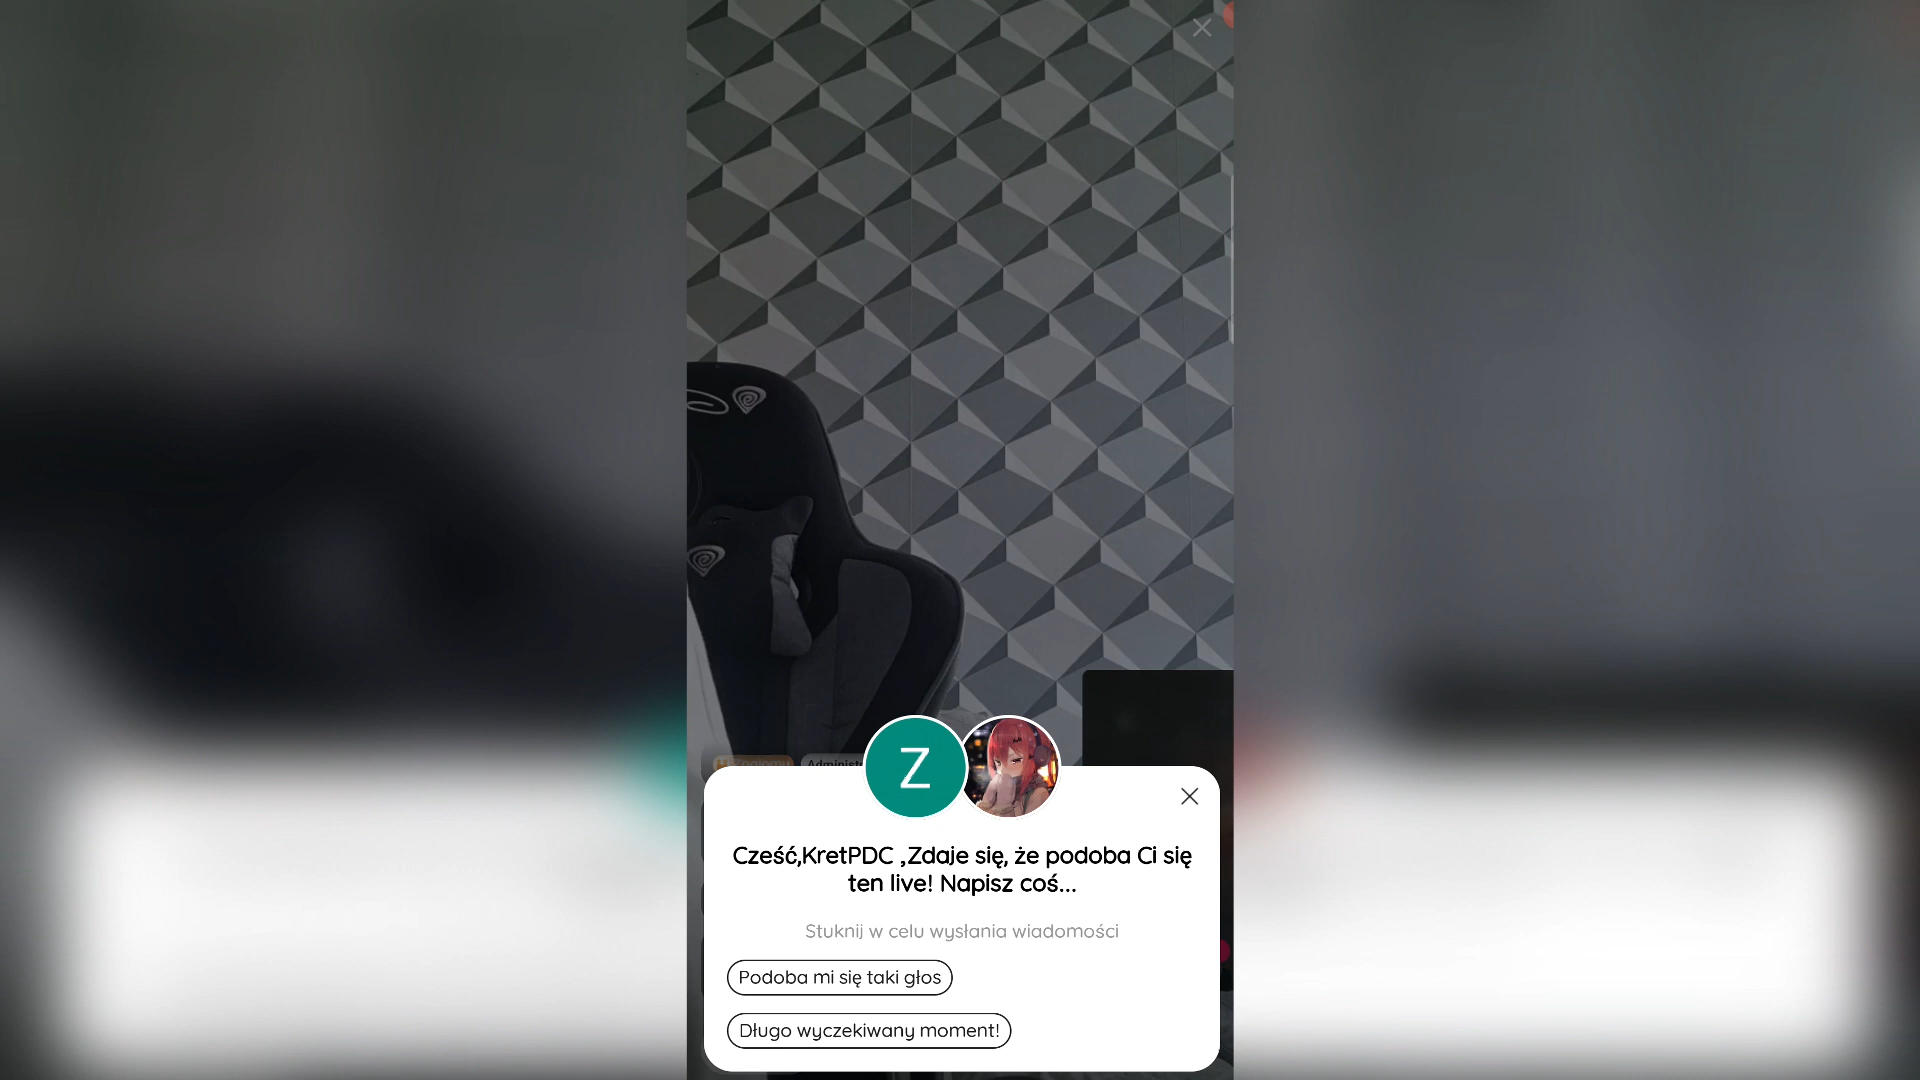 Administ
Z
Cześć,KretPDC ,Zdaje się, że podoba Ci się
ten live! Napisz coś...
Stuknij w celu wysłania wiadomości
Podoba mi się taki głos
Długo wyczekiwany moment!